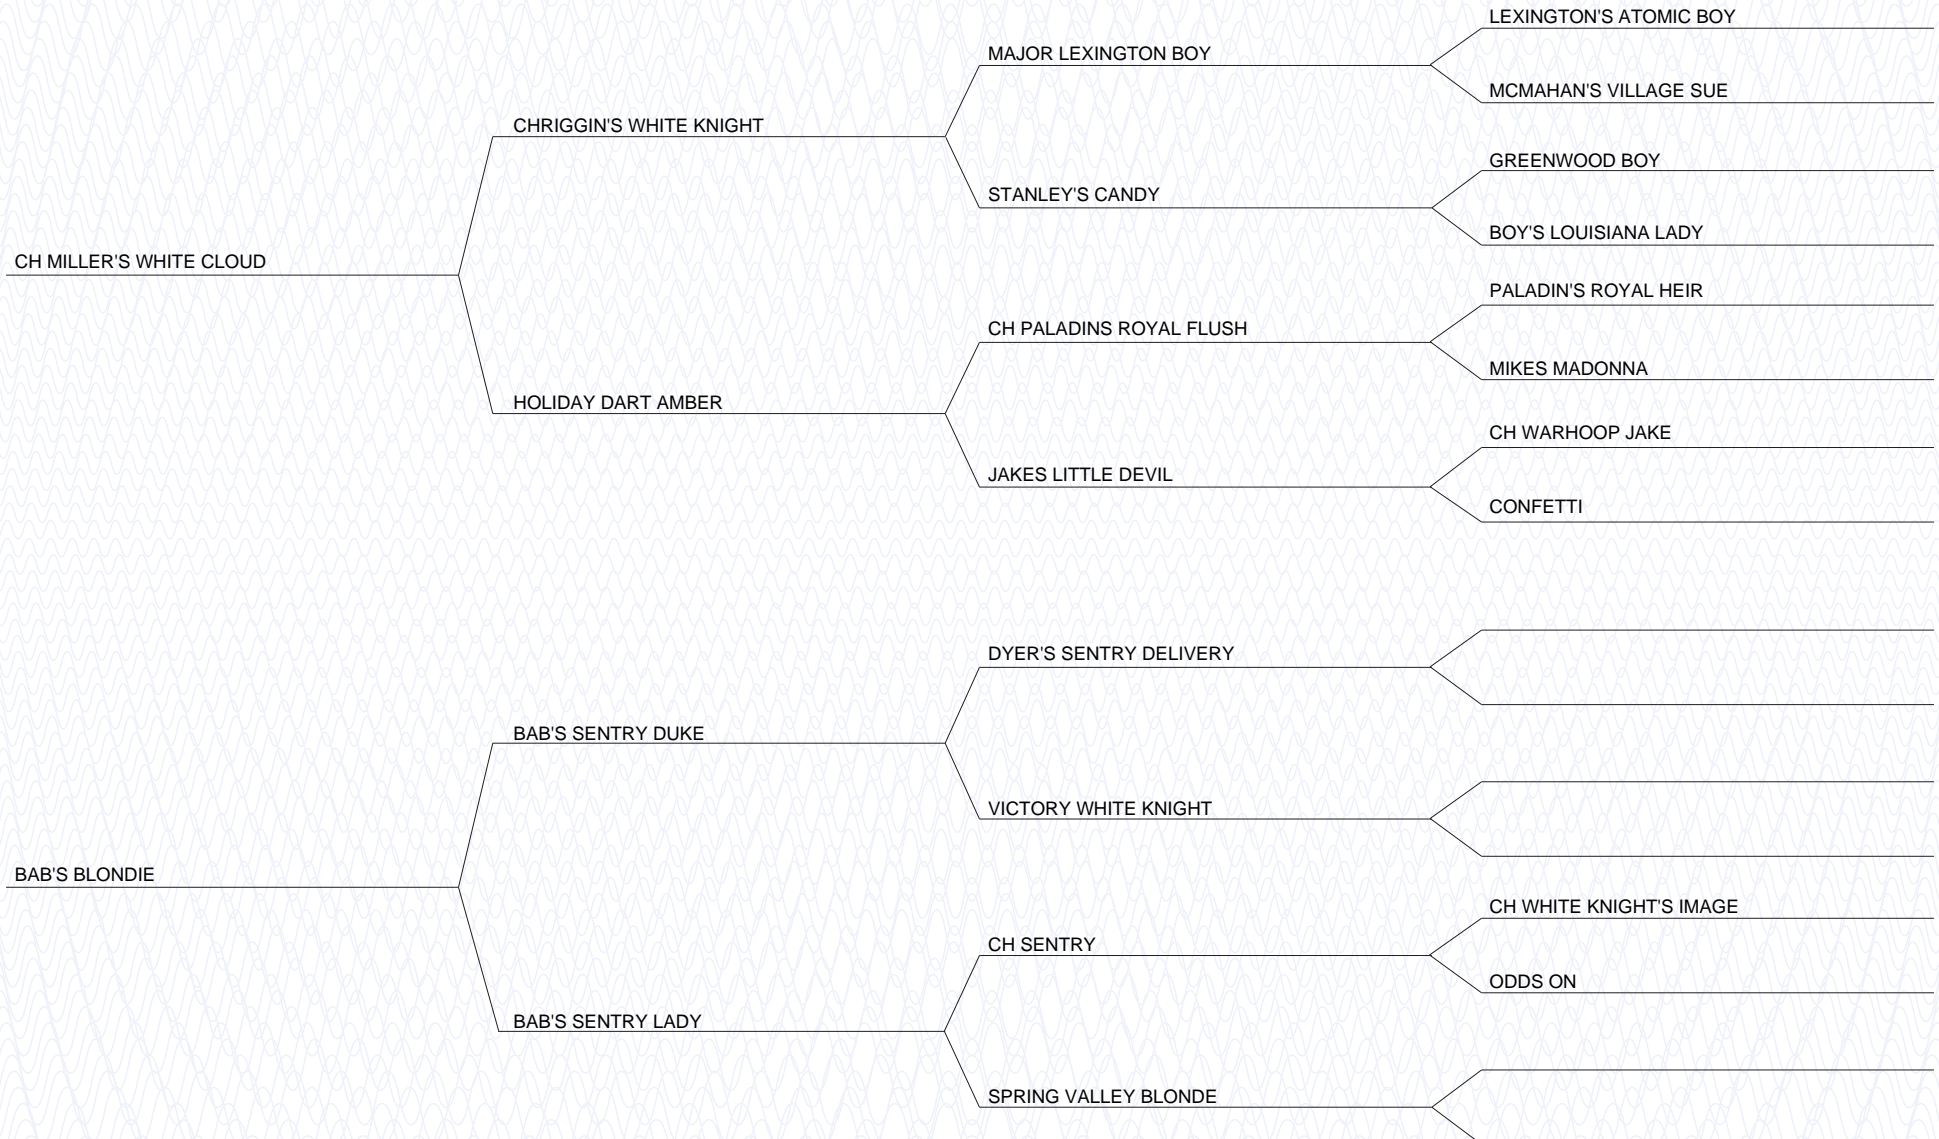 LEXINGTON'S ATOMIC BOY
MAJOR LEXINGTON BOY
MCMAHAN'S VILLAGE SUE
CHRIGGIN'S WHITE KNIGHT
GREENWOOD BOY
STANLEY'S CANDY
BOY'S LOUISIANA LADY
CH MILLER'S WHITE CLOUD
PALADIN'S ROYAL HEIR
CH PALADINS ROYAL FLUSH
MIKES MADONNA
HOLIDAY DART AMBER
CH WARHOOP JAKE
JAKES LITTLE DEVIL
CONFETTI
DYER'S SENTRY DELIVERY
BAB'S SENTRY DUKE
VICTORY WHITE KNIGHT
BAB'S BLONDIE
CH WHITE KNIGHT'S IMAGE
CH SENTRY
ODDS ON
BAB'S SENTRY LADY
SPRING VALLEY BLONDE